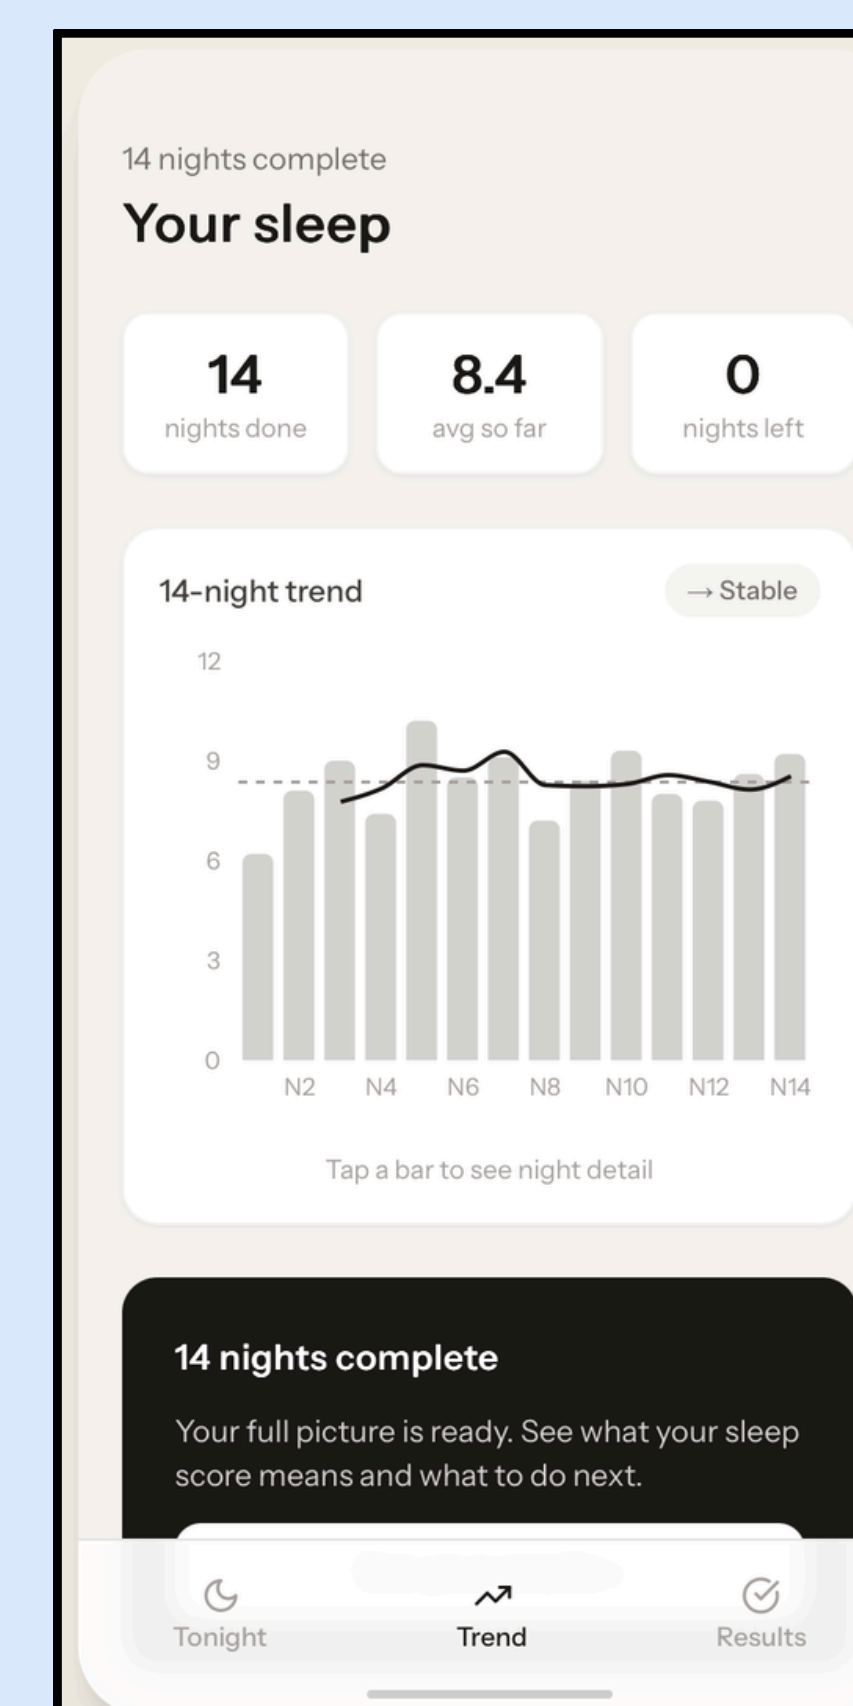 14 nights complete
Your sleep
14
nights done
8.4
avg so far
0
nights left
14-night trend
→ Stable
12
9
6
3
0
N2 N4 N6 N8 N10 N12 N14
Tap a bar to see night detail
14 nights complete
Your full picture is ready. See what your sleep
score means and what to do next.
Tonight
Trend
Results